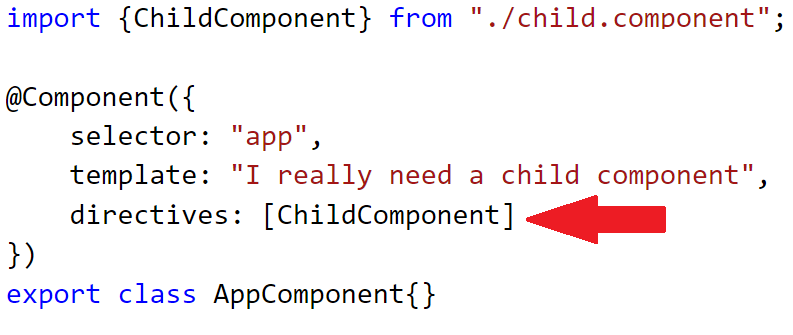 import {ChildComponent} from "./child.component";
@Component({
    selector: "app",
    template: "I really need a child component",
    directives: [ChildComponent]
})
export class AppComponent{}